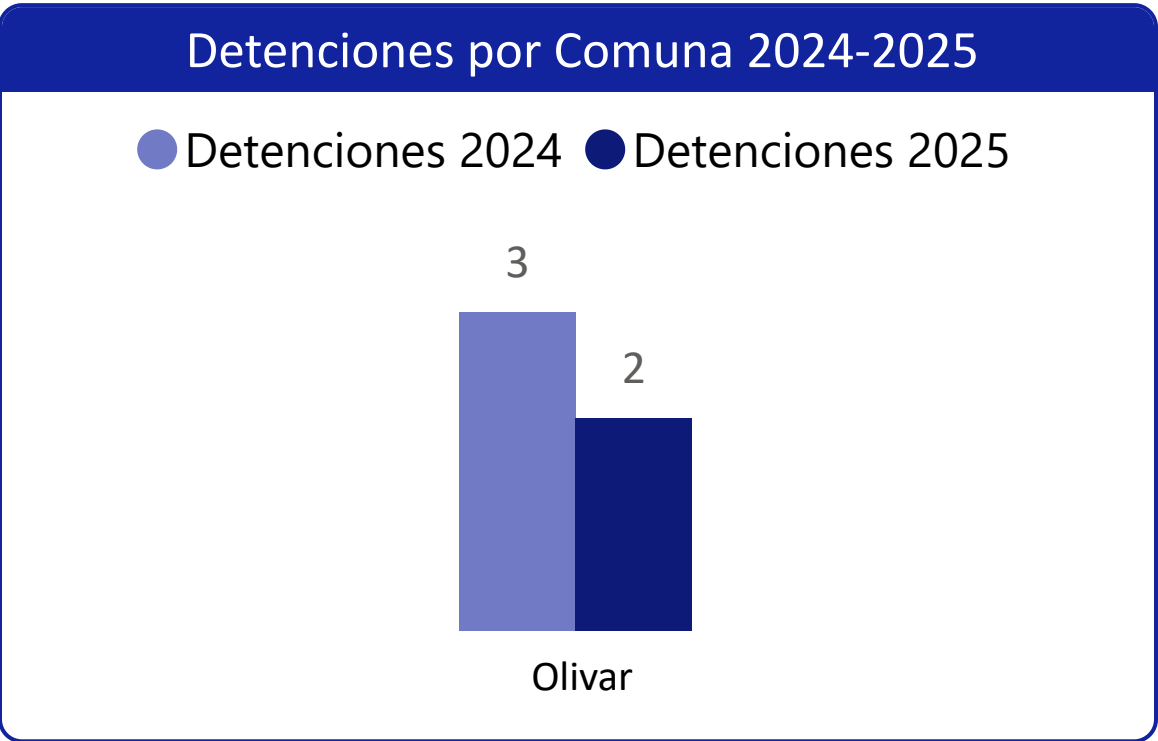 Detenciones por Comuna 2024-2025
Detenciones 2024 Detenciones 2025
3
2
Olivar